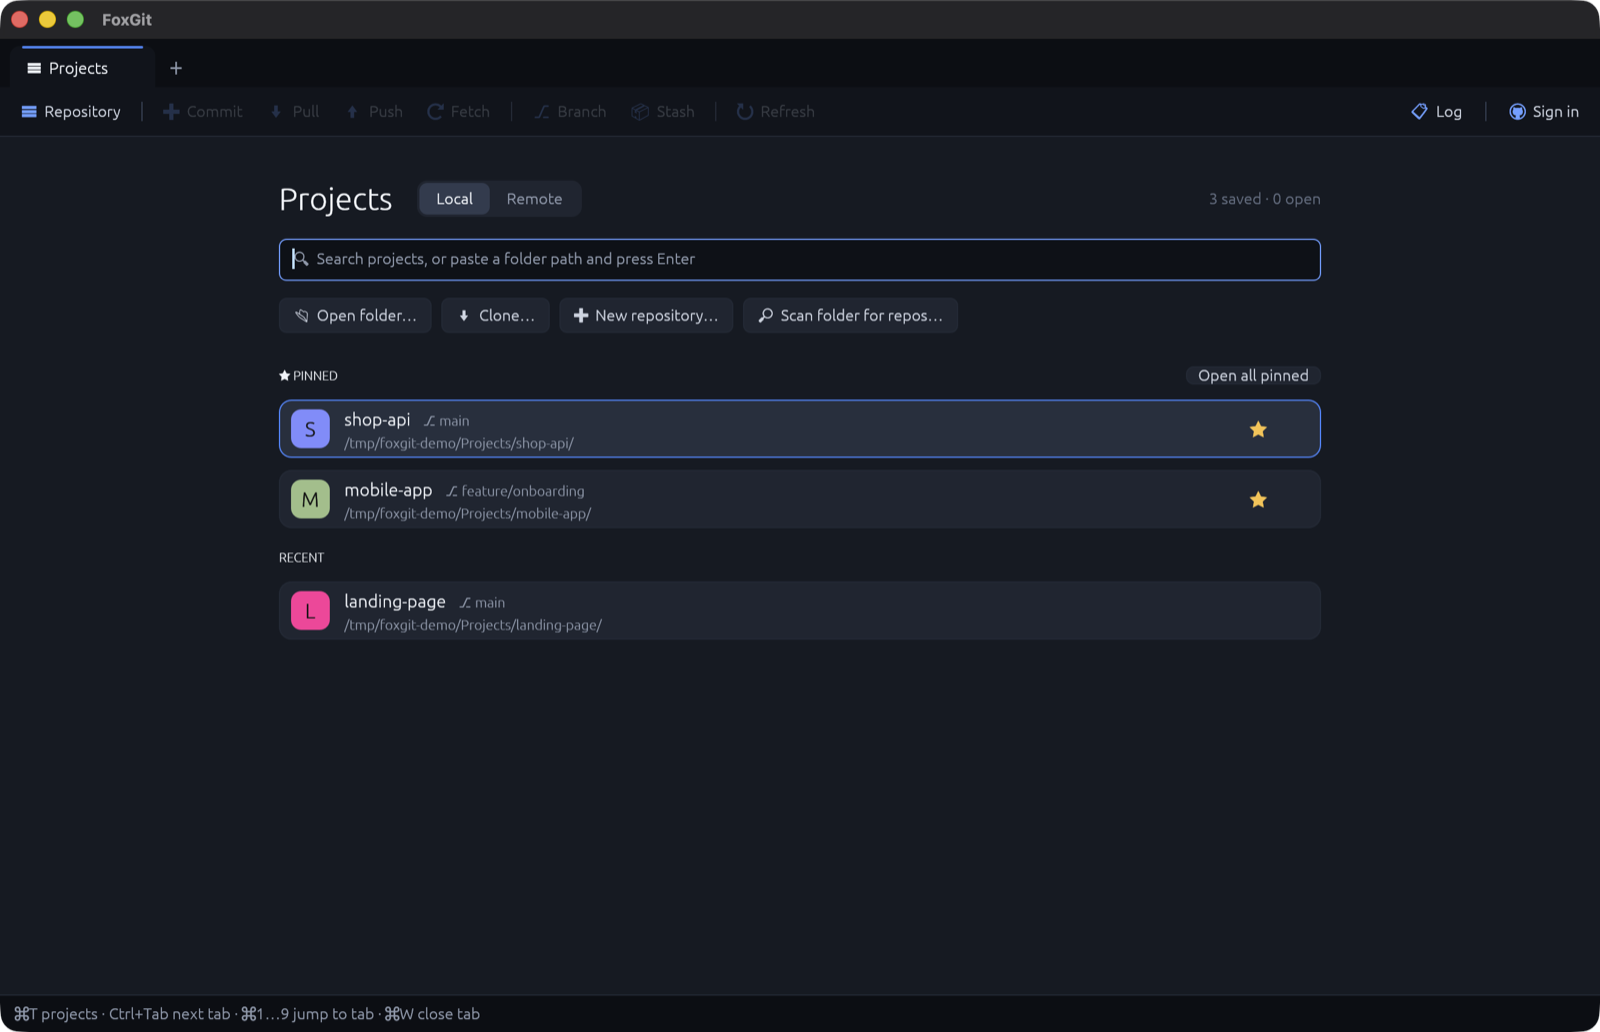 FoxGit
Projects +
Repository Commit Pull Push Fetch Branch Stash Refresh Log Sign in
Projects Local Remote 3 saved · 0 open
Search projects, or paste a folder path and press Enter
Open folder… Clone… New repository… Scan folder for repos…
PINNED Open all pinned
S shop-api main
/tmp/foxgit-demo/Projects/shop-api/
M mobile-app feature/onboarding
/tmp/foxgit-demo/Projects/mobile-app/
RECENT
L landing-page main
/tmp/foxgit-demo/Projects/landing-page/
⌘T projects · Ctrl+Tab next tab · ⌘1…9 jump to tab · ⌘W close tab